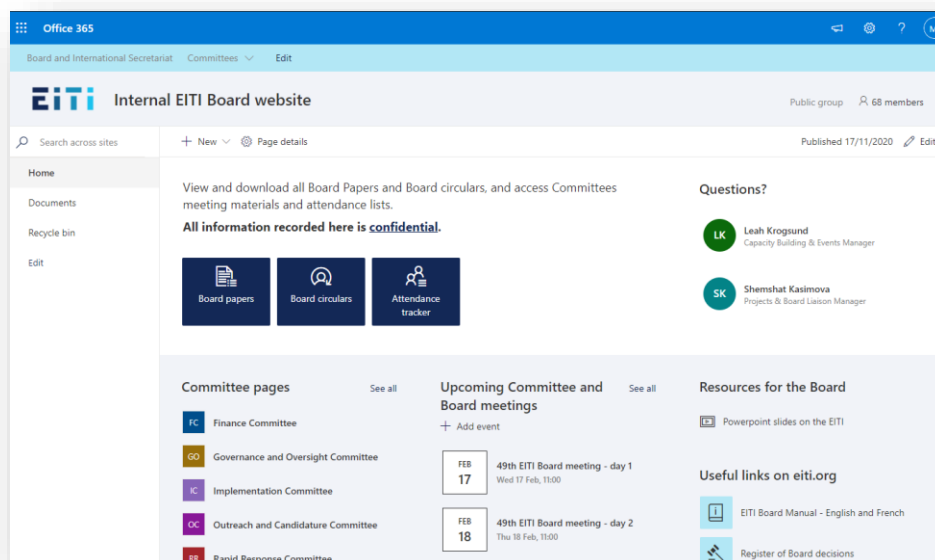 Office 365
?
M
Board and International Secretariat Committees Edit
EiTi Internal EITI Board website
Public group 68 members
Search across sites
New Page details
Published 17/11/2020 Edit
Home
Documents
Recycle bin
Edit
View and download all Board Papers and Board circulars, and access Committees
meeting materials and attendance lists.
All information recorded here is confidential.
Board papers
Board circulars
Attendance
tracker
Questions?
LK
Leah Krogsund
Capacity Building & Events Manager
SK
Shemshat Kasimova
Projects & Board Liaison Manager
Committee pages See all
FC Finance Committee
GO Governance and Oversight Committee
IC Implementation Committee
OC Outreach and Candidature Committee
RR Rapid Response Committee
Upcoming Committee and See all
Board meetings
Add event
FEB
17
49th EITI Board meeting - day 1
Wed 17 Feb, 11:00
FEB
18
49th EITI Board meeting - day 2
Thu 18 Feb, 11:00
Resources for the Board
Powerpoint slides on the EITI
Useful links on eiti.org
EITI Board Manual - English and French
Register of Board decisions